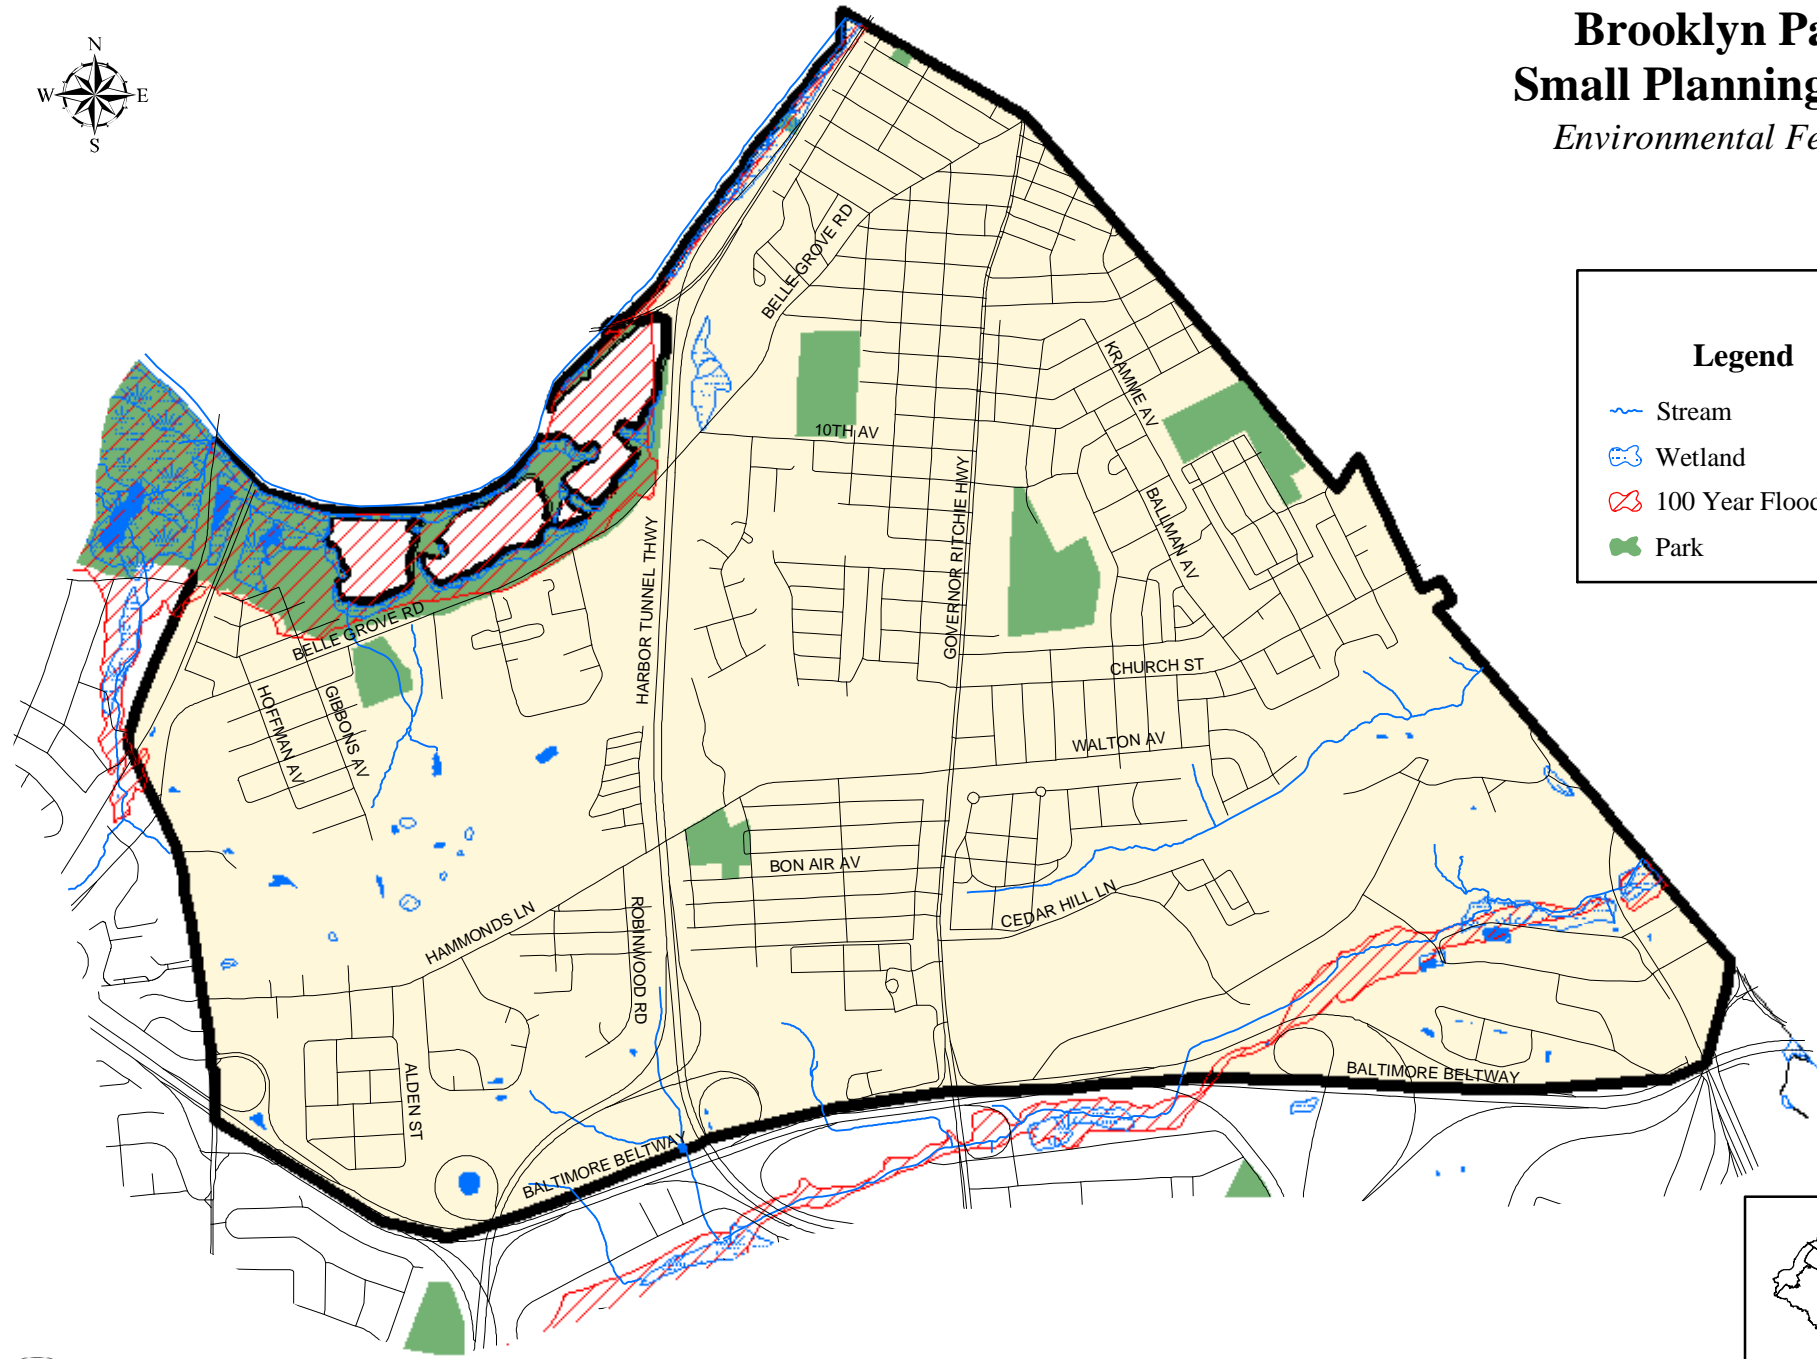 Brooklyn Pa
Small Planning
Environmental Fe
N
W
E
S
Legend
Stream
Wetland
100 Year Flood
Park
BELLE GROVE RD
KRAMME AV
10TH AV
BALLMAN AV
GOVERNOR RITCHIE HWY
HARBOR TUNNEL THWY
BELLE GROVE RD
CHURCH ST
HOFFMAN AV
GIBBONS AV
WALTON AV
BON AIR AV
CEDAR HILL LN
HAMMONDS LN
ROBINWOOD RD
ALDEN ST
BALTIMORE BELTWAY
BALTIMORE BELTWAY